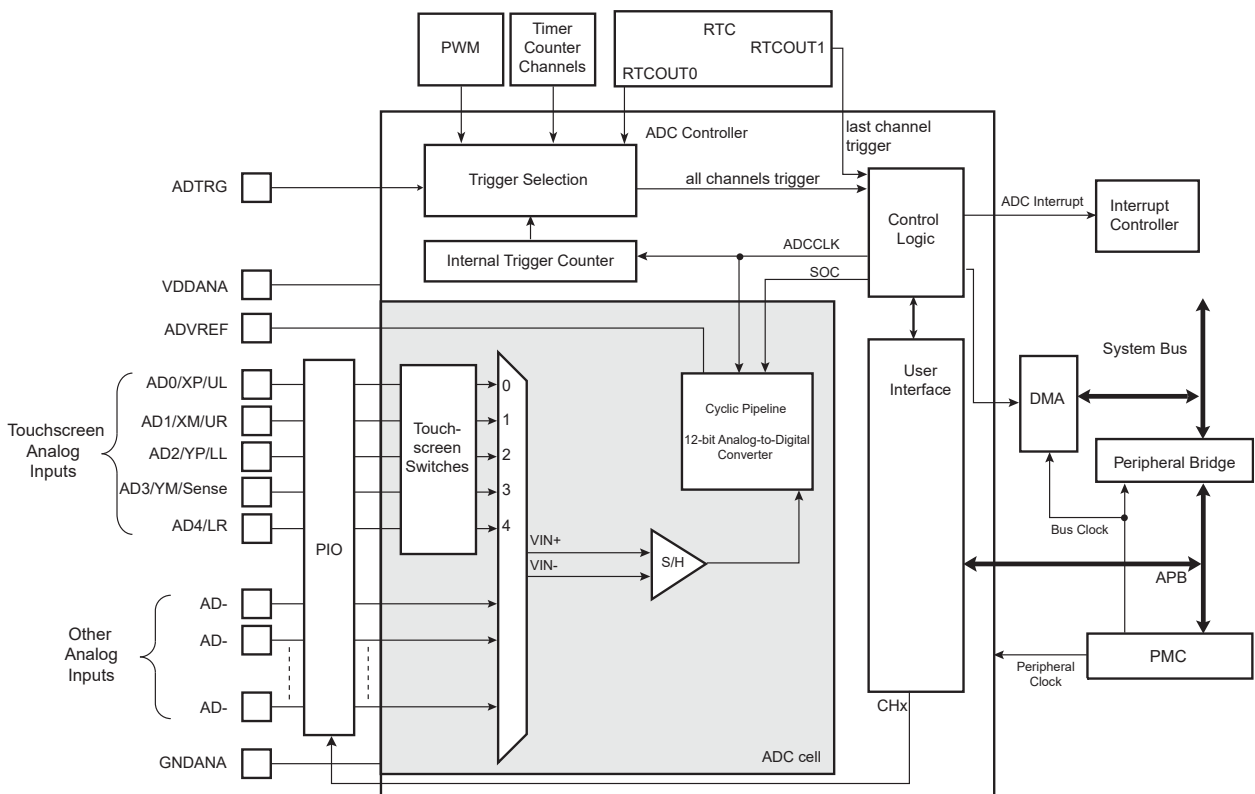 PWM
Timer
Counter
Channels
RTC
RTCOUT1
RTCOUT0
ADC Controller
last channel
trigger
ADTRG
Trigger Selection
all channels trigger
Control
Logic
ADC Interrupt
Interrupt
Controller
Internal Trigger Counter
ADCCLK
SOC
VDDANA
ADVREF
User
Interface
System Bus
DMA
Peripheral Bridge
Bus Clock
APB
PMC
Peripheral
Clock
Touchscreen
Analog
Inputs
AD0/XP/UL
AD1/XM/UR
AD2/YP/LL
AD3/YM/Sense
AD4/LR
PIO
Touch-
screen
Switches
0
1
2
3
4
Cyclic Pipeline
12-bit Analog-to-Digital
Converter
VIN+
VIN-
S/H
Other
Analog
Inputs
AD-
AD-
AD-
CHx
GNDANA
ADC cell